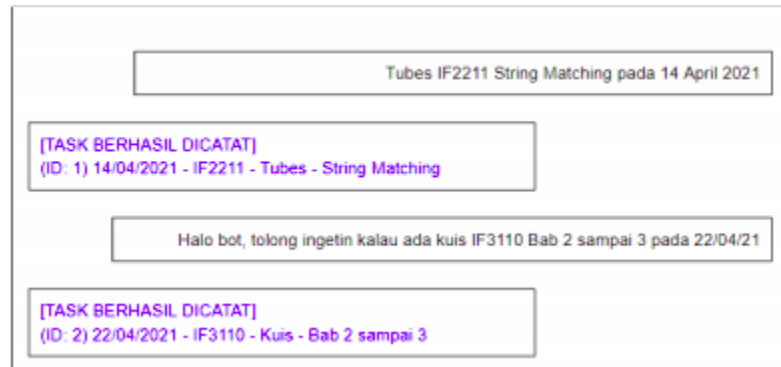 Tubes IF2211 String Matching pada 14 April 2021
[TASK BERHASIL DICATAT]
(ID: 1) 14/04/2021 - IF2211 - Tubes - String Matching
Halo bot, tolong ingetin kalau ada kuis IF3110 Bab 2 sampai 3 pada 22/04/21
[TASK BERHASIL DICATAT]
(ID: 2) 22/04/2021 - IF3110 - Kuis - Bab 2 sampai 3